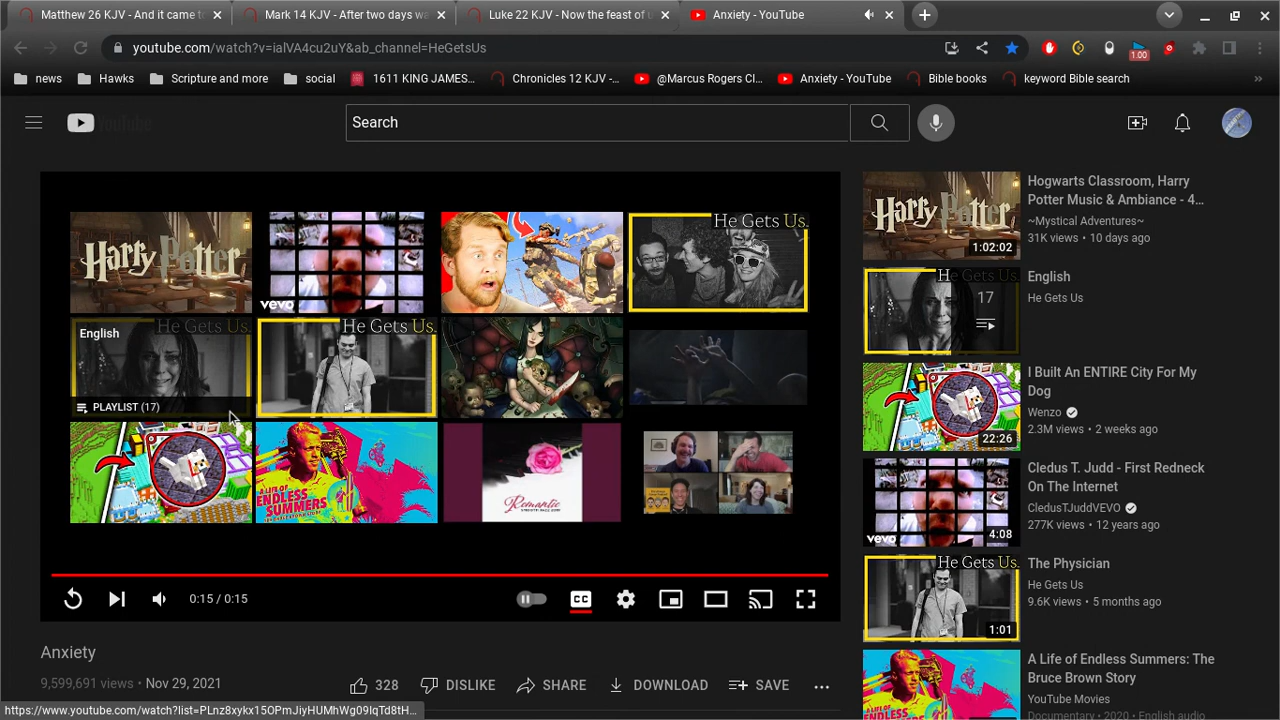 Matthew 26 KJV - And it came t
Mark 14 KJV - After two days wa
Luke 22 KJV - Now the feast of u
Anxiety - YouTube
youtube.com/watch?v=ialVA4cu2uY&ab_channel=HeGetsUs
1.00
news
Hawks
Scripture and more
social
1611 KING JAMES...
Chronicles 12 KJV -...
@Marcus Rogers Cl...
Anxiety - YouTube
Bible books
keyword Bible search
»
YouTube
Search
Harry Potter
vevo
He Gets Us.
English
He Gets Us.
PLAYLIST (17)
He Gets Us.
A LIFE OF
ENDLESS
SUMMERS
Romantic
0:15 / 0:15
CC
Anxiety
9,599,691 views • Nov 29, 2021
328
DISLIKE
SHARE
DOWNLOAD
SAVE
...
Harry Potter
1:02:02
Hogwarts Classroom, Harry
Potter Music & Ambiance - 4...
~Mystical Adventures~
31K views • 10 days ago
He Gets Us.
17
English
He Gets Us
22:26
I Built An ENTIRE City For My
Dog
Wenzo
2.3M views • 2 weeks ago
vevo
4:08
Cledus T. Judd - First Redneck
On The Internet
CledusTJuddVEVO
277K views • 12 years ago
He Gets Us.
1:01
The Physician
He Gets Us
9.6K views • 5 months ago
A Life of Endless Summers: The
Bruce Brown Story
YouTube Movies
Documentary • 2020 • English audio